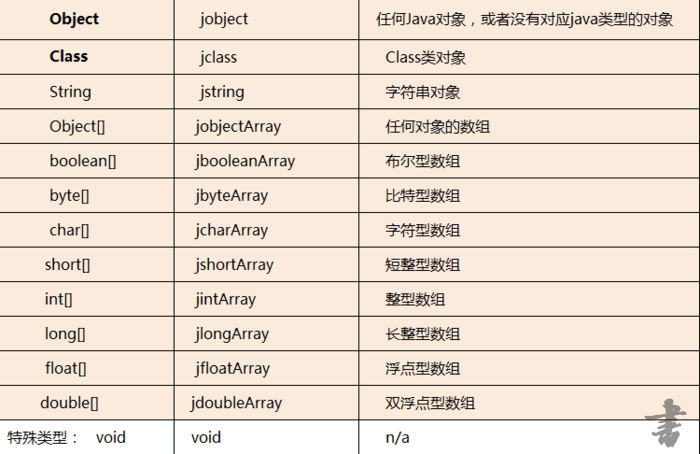 Object jobject 任何Java对象，或者没有对应java类型的对象
Class jclass Class类对象
String jstring 字符串对象
Object[] jobjectArray 任何对象的数组
boolean[] jbooleanArray 布尔型数组
byte[] jbyteArray 比特型数组
char[] jcharArray 字符型数组
short[] jshortArray 短整型数组
int[] jintArray 整型数组
long[] jlongArray 长整型数组
float[] jfloatArray 浮点型数组
double[] jdoubleArray 双浮点型数组
特殊类型： void void n/a
書